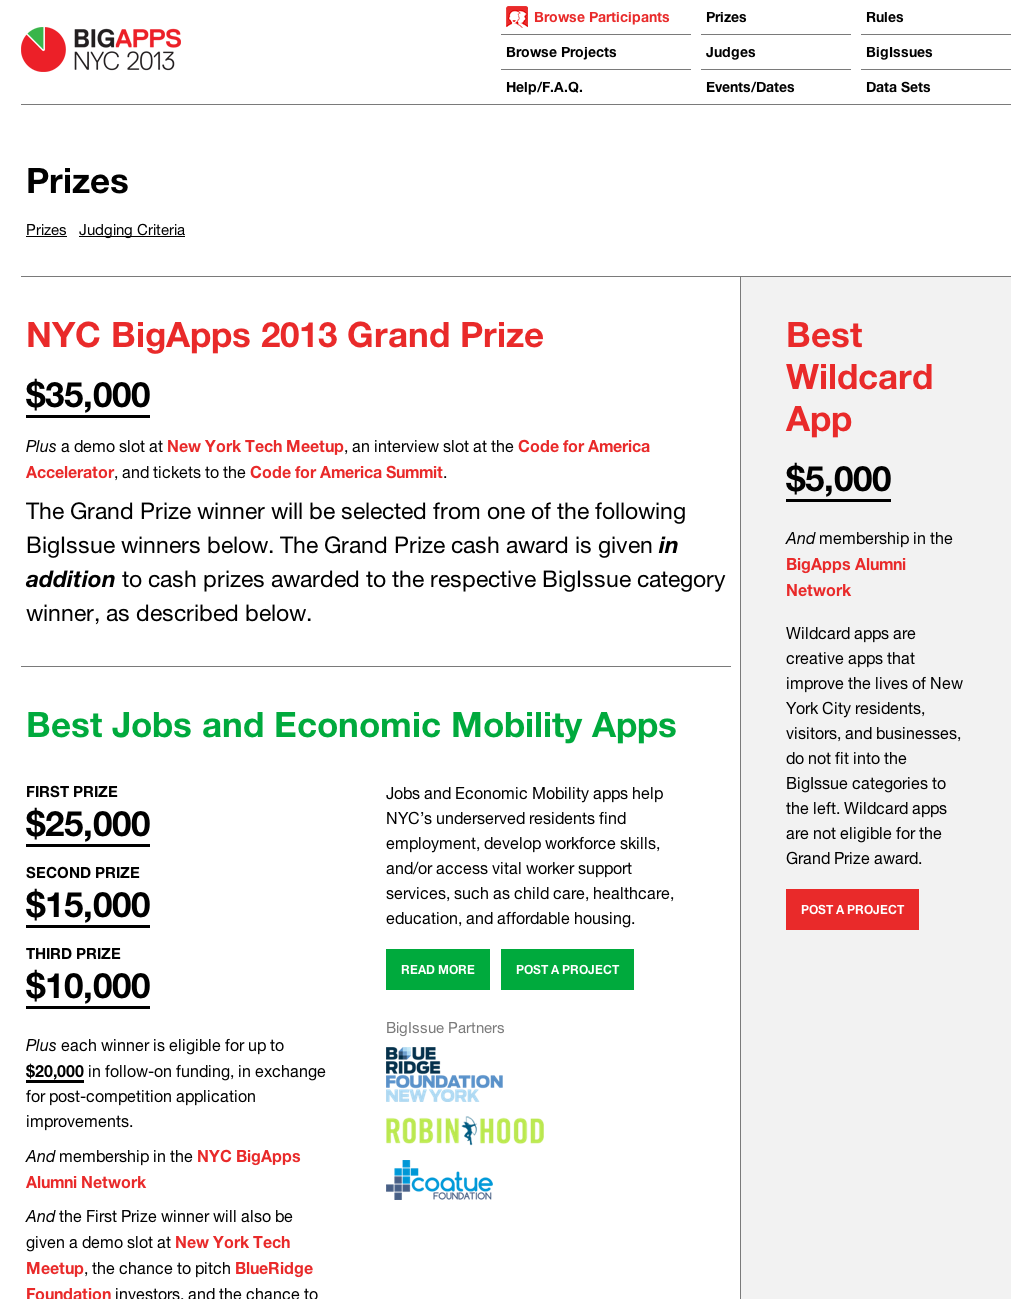 BIGAPPS
NYC 2013
Browse Participants
Prizes
Rules
Browse Projects
Judges
BigIssues
Help/F.A.Q.
Events/Dates
Data Sets
Prizes
Prizes Judging Criteria
NYC BigApps 2013 Grand Prize
$35,000
Plus a demo slot at New York Tech Meetup, an interview slot at the Code for America
Accelerator, and tickets to the Code for America Summit.
The Grand Prize winner will be selected from one of the following
BigIssue winners below. The Grand Prize cash award is given in
addition to cash prizes awarded to the respective BigIssue category
winner, as described below.
Best Jobs and Economic Mobility Apps
FIRST PRIZE
$25,000
SECOND PRIZE
$15,000
THIRD PRIZE
$10,000
Plus each winner is eligible for up to
$20,000 in follow-on funding, in exchange
for post-competition application
improvements.
And membership in the NYC BigApps
Alumni Network
And the First Prize winner will also be
given a demo slot at New York Tech
Meetup, the chance to pitch BlueRidge
Foundation investors, and the chance to
Jobs and Economic Mobility apps help
NYC’s underserved residents find
employment, develop workforce skills,
and/or access vital worker support
services, such as child care, healthcare,
education, and affordable housing.
READ MORE
POST A PROJECT
BigIssue Partners
BLUE
RIDGE
FOUNDATION
NEW YORK
ROBIN HOOD
coatue
FOUNDATION
Best
Wildcard
App
$5,000
And membership in the
BigApps Alumni
Network
Wildcard apps are
creative apps that
improve the lives of New
York City residents,
visitors, and businesses,
do not fit into the
BigIssue categories to
the left. Wildcard apps
are not eligible for the
Grand Prize award.
POST A PROJECT